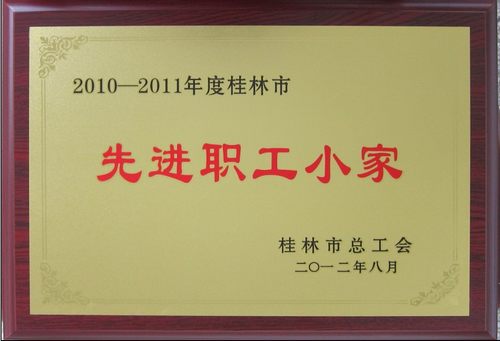 2010—2011年度桂林市
先进职工小家
桂林市总工会
二〇一二年八月